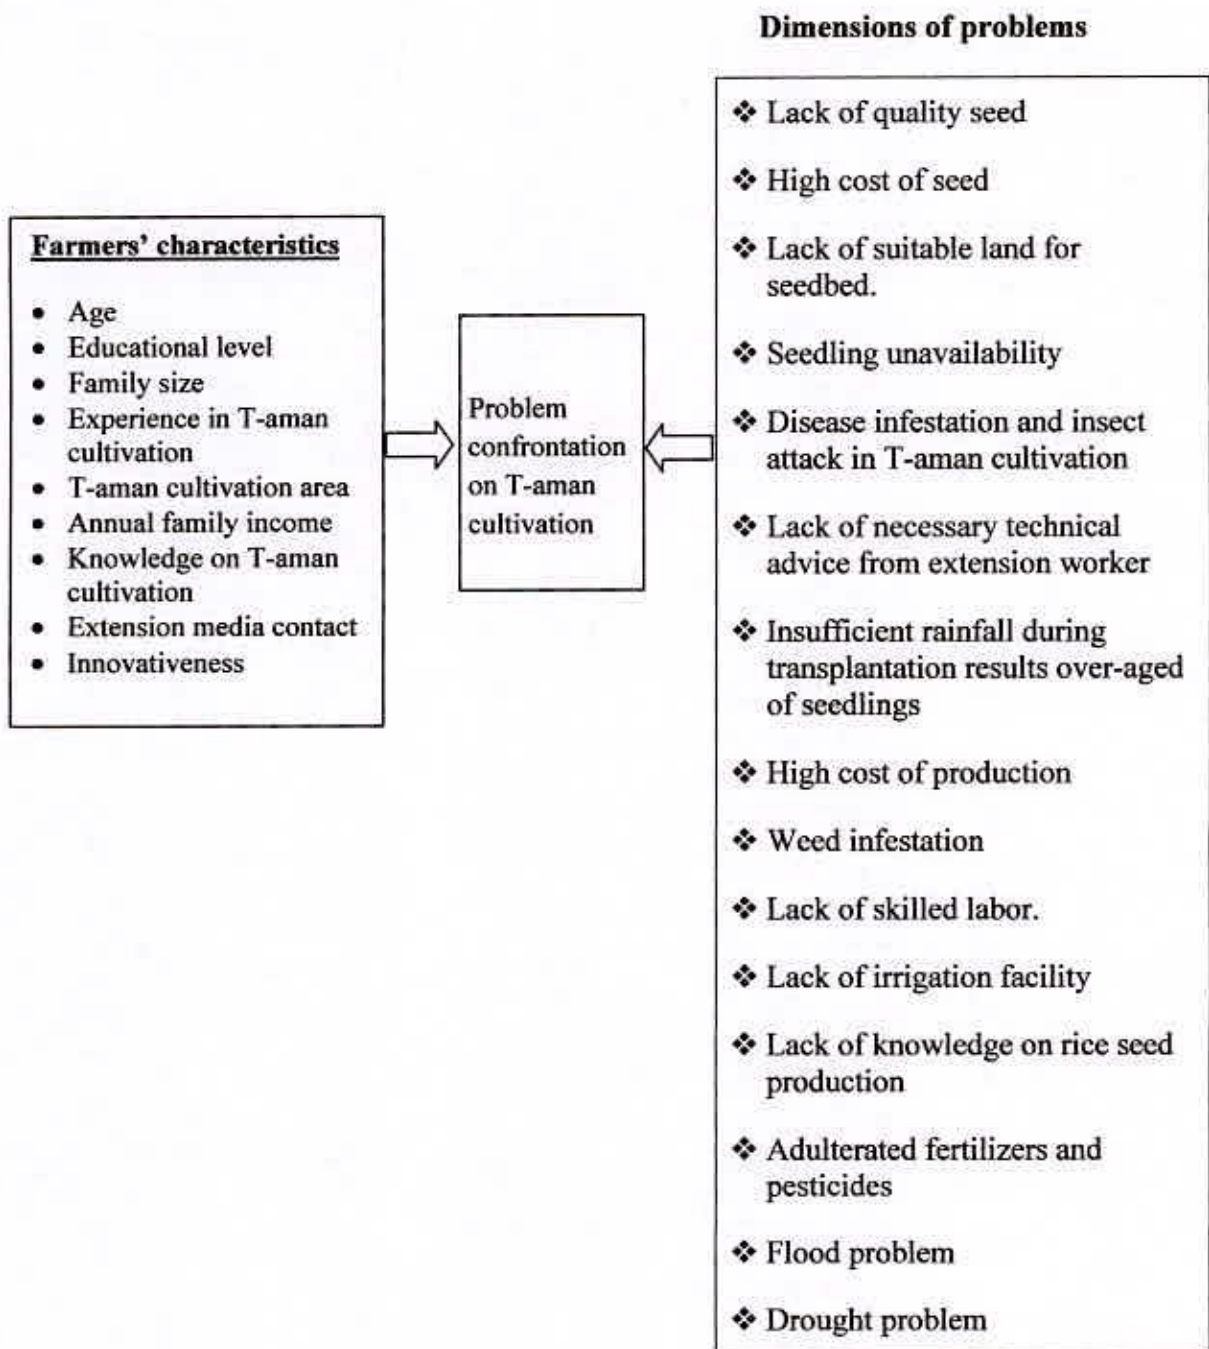 Dimensions of problems
Farmers' characteristics
• Age
• Educational level
• Family size
• Experience in T-aman
cultivation
• T-aman cultivation area
• Annual family income
• Knowledge on T-aman
cultivation
• Extension media contact
• Innovativeness
Problem
confrontation
on T-aman
cultivation
❖ Lack of quality seed
❖ High cost of seed
❖ Lack of suitable land for
seedbed.
❖ Seedling unavailability
❖ Disease infestation and insect
attack in T-aman cultivation
❖ Lack of necessary technical
advice from extension worker
❖ Insufficient rainfall during
transplantation results over-aged
of seedlings
❖ High cost of production
❖ Weed infestation
❖ Lack of skilled labor.
❖ Lack of irrigation facility
❖ Lack of knowledge on rice seed
production
❖ Adulterated fertilizers and
pesticides
❖ Flood problem
❖ Drought problem